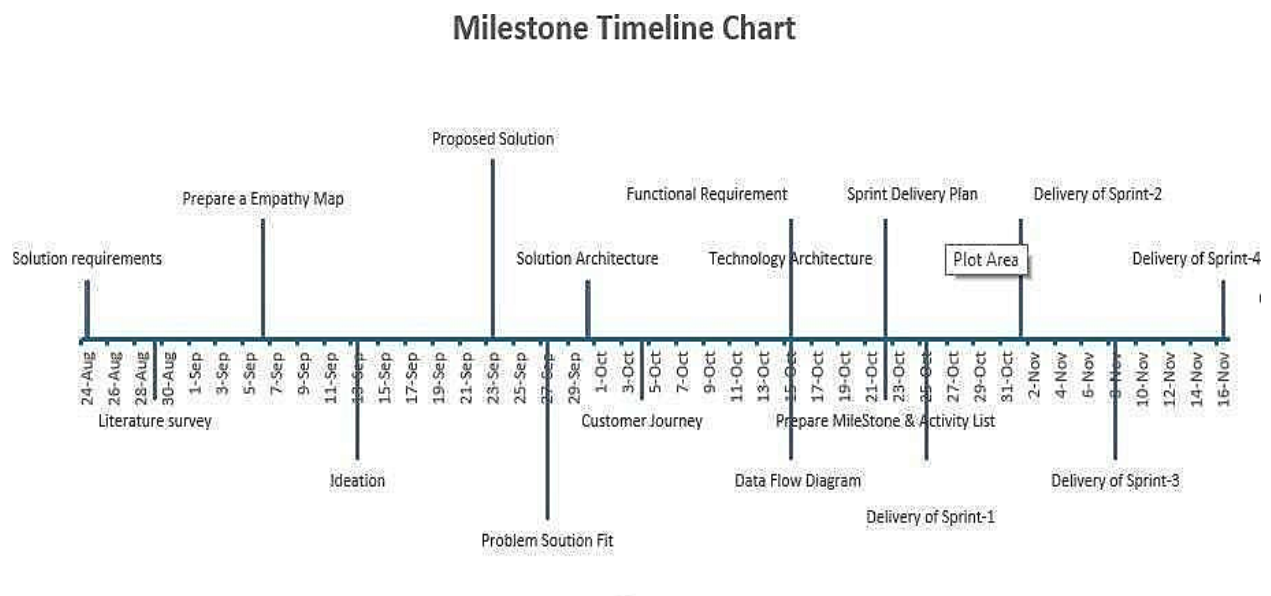 Milestone Timeline Chart
Proposed Solution
Prepare a Empathy Map
Functional Requirement
Sprint Delivery Plan
Delivery of Sprint-2
Solution requirements
Solution Architecture
Technology Architecture
Plot Area
Delivery of Sprint-4
24-Aug
26-Aug
28-Aug
30-Aug
1-Sep
3-Sep
5-Sep
7-Sep
9-Sep
11-Sep
13-Sep
15-Sep
17-Sep
19-Sep
21-Sep
23-Sep
25-Sep
27-Sep
29-Sep
1-Oct
3-Oct
5-Oct
7-Oct
9-Oct
11-Oct
13-Oct
15-Oct
17-Oct
19-Oct
21-Oct
23-Oct
25-Oct
27-Oct
29-Oct
31-Oct
2-Nov
4-Nov
6-Nov
8-Nov
10-Nov
12-Nov
14-Nov
16-Nov
Literature survey
Customer Journey
Prepare MileStone & Activity List
Ideation
Data Flow Diagram
Delivery of Sprint-3
Delivery of Sprint-1
Problem Soution Fit